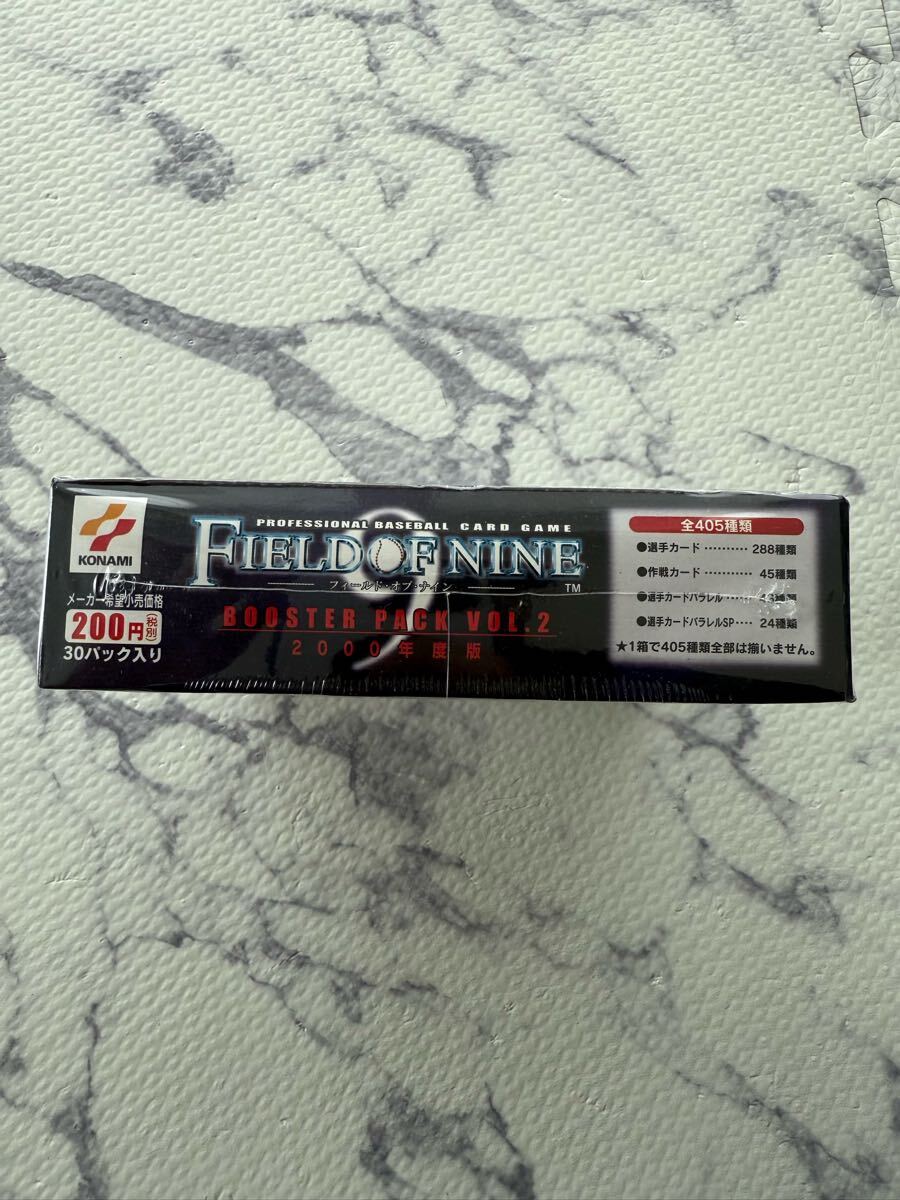 KONAMI
メーカー希望小売価格
200円(税別)
30パック入り
PROFESSIONAL BASEBALL CARD GAME
FIELD OF NINE TM
フィールド・オブ・ナイン
BOOSTER PACK VOL.2
2000年度版
全405種類
●選手カード ··········· 288種類
●作戦カード ··········· 45種類
●選手カードパラレル ······ 種類
●選手カードパラレルSP ···· 24種類
★1箱で405種類全部は揃いません。